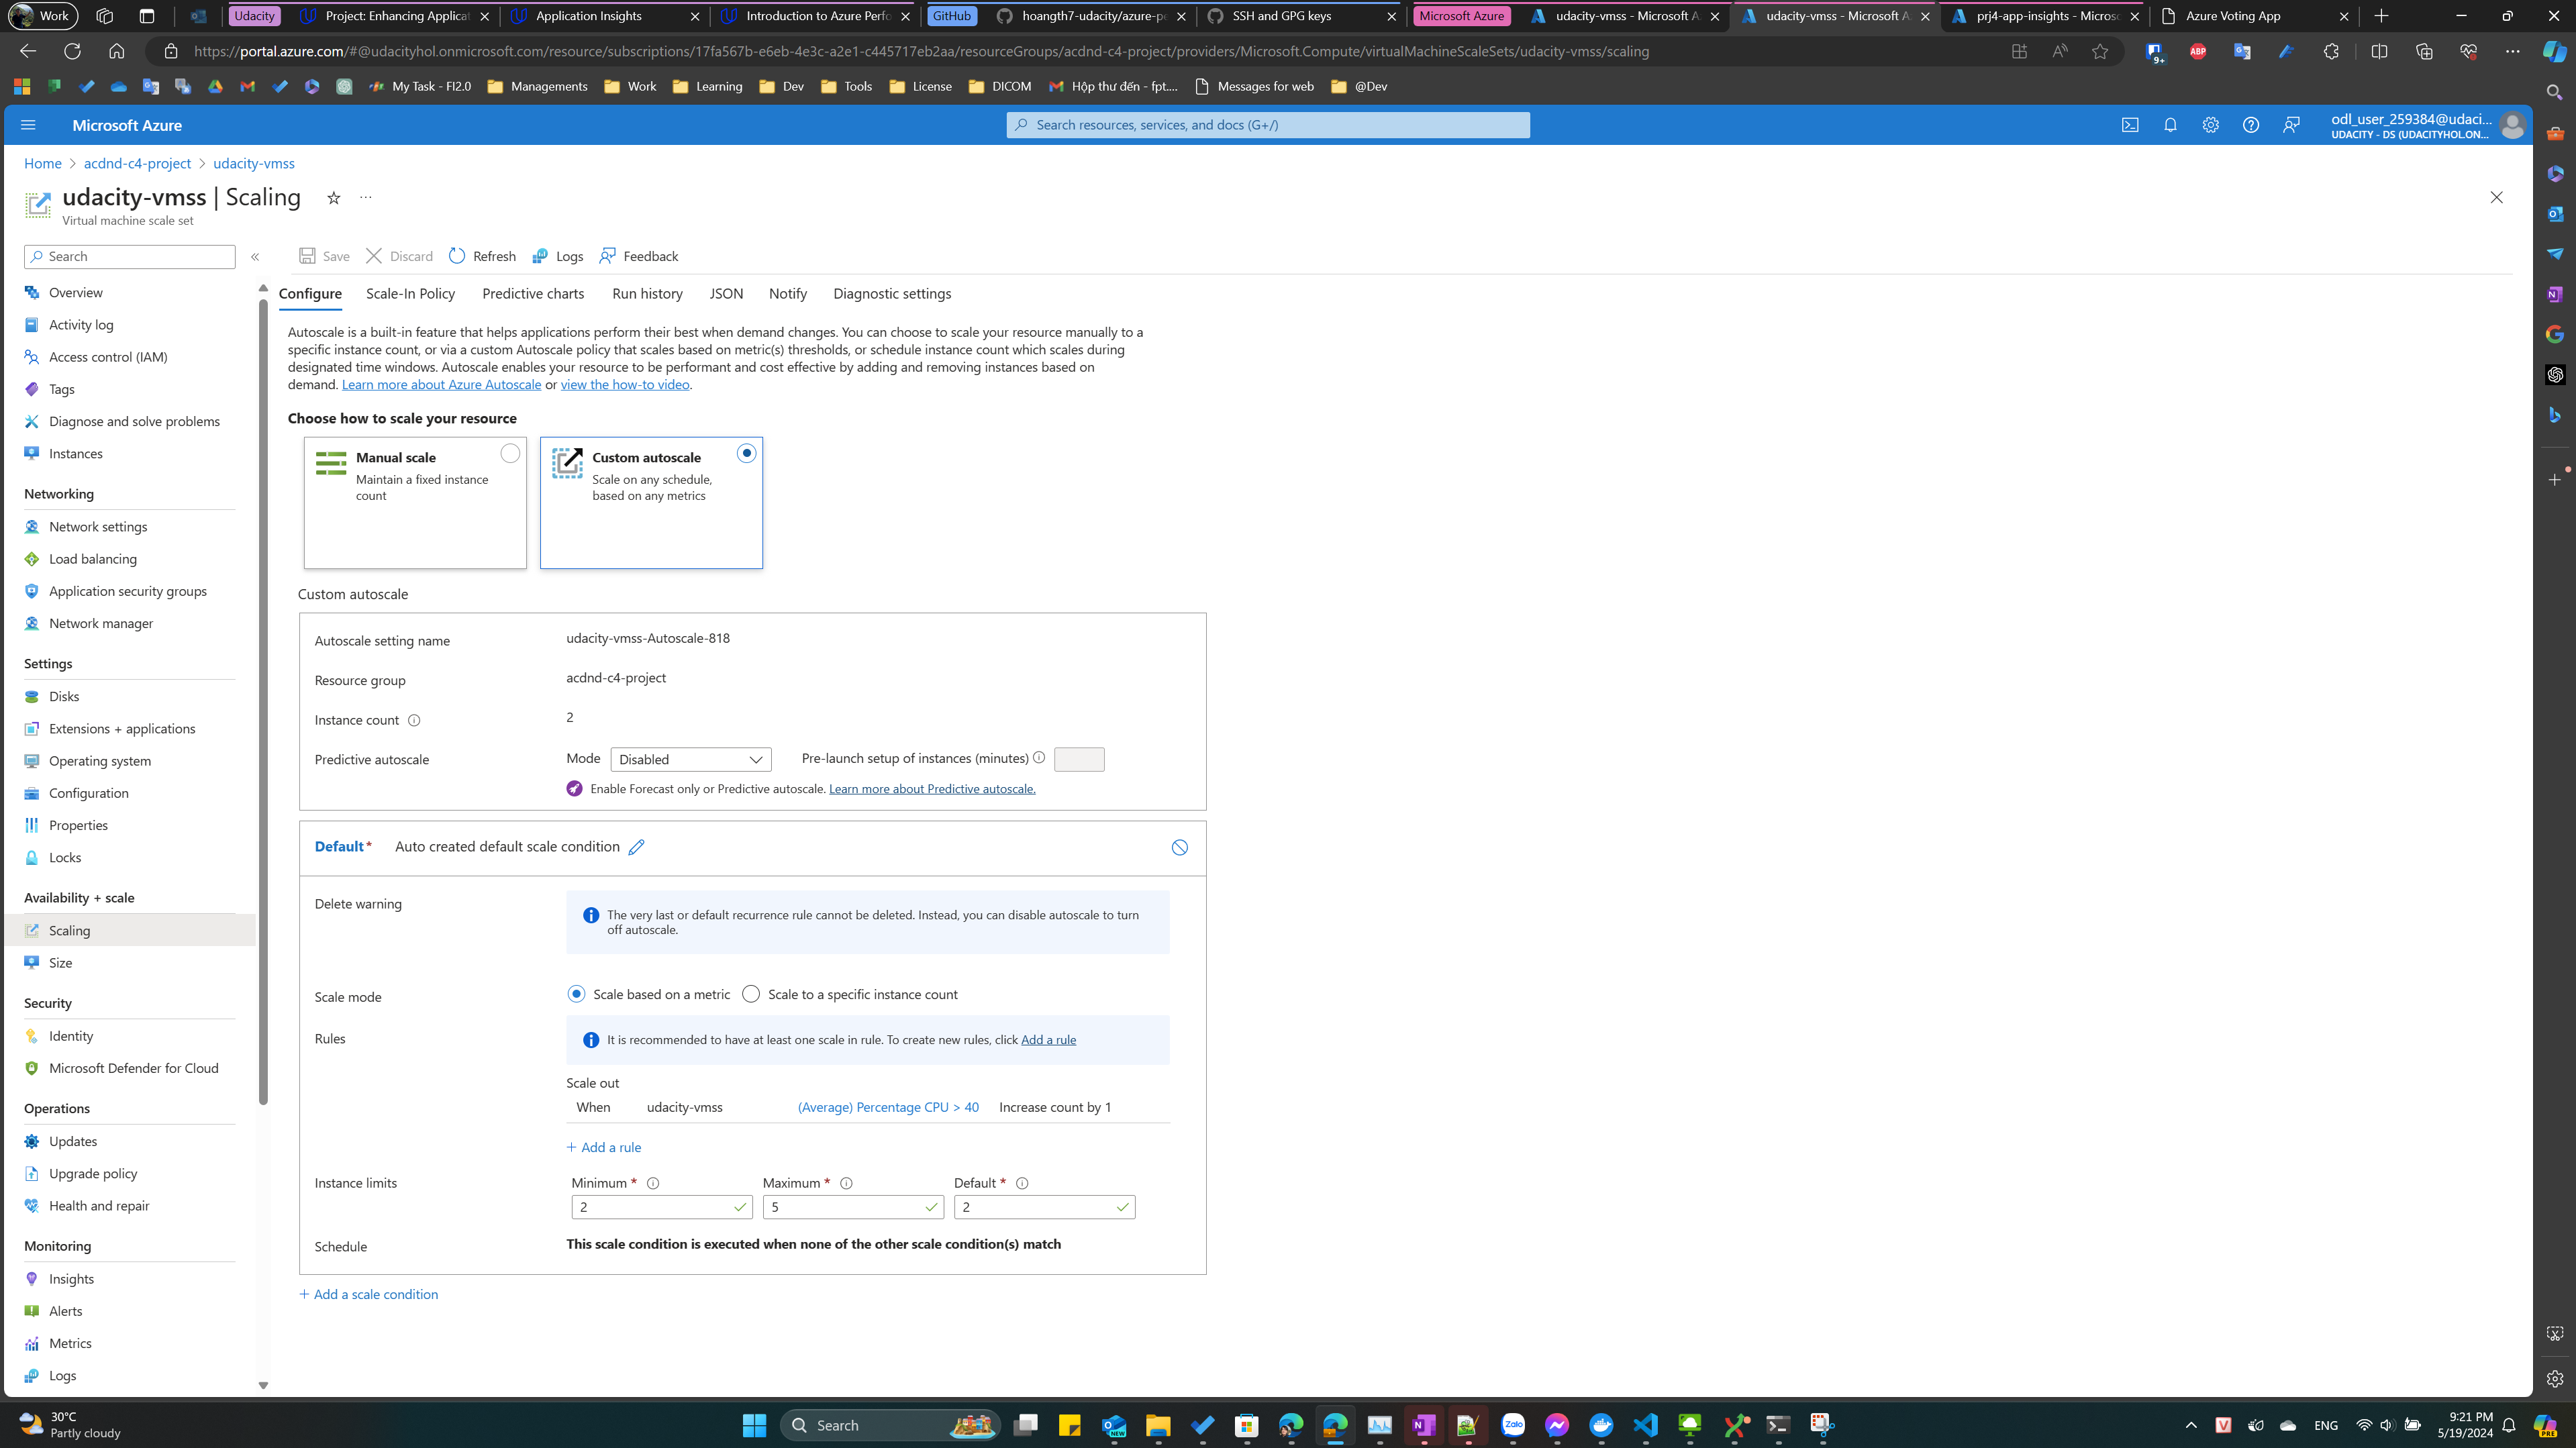 Work
Udacity
Project: Enhancing Applicat
Application Insights
Introduction to Azure Perfo
GitHub
hoangth7-udacity/azure-pe
SSH and GPG keys
Microsoft Azure
udacity-vmss - Microsoft A
udacity-vmss - Microsoft A
prj4-app-insights - Microsc
Azure Voting App
https://portal.azure.com/#@udacityhol.onmicrosoft.com/resource/subscriptions/17fa567b-e6eb-4e3c-a2e1-c445717eb2aa/resourceGroups/acdnd-c4-project/providers/Microsoft.Compute/virtualMachineScaleSets/udacity-vmss/scaling
9+
ABP
My Task - FI2.0
Managements
Work
Learning
Dev
Tools
License
DICOM
Hộp thư đến - fpt....
Messages for web
@Dev
Microsoft Azure
Search resources, services, and docs (G+/)
odl_user_259384@udaci...
UDACITY - DS (UDACITYHOL.ON...
Home > acdnd-c4-project > udacity-vmss
udacity-vmss | Scaling
Virtual machine scale set
Search
Save
Discard
Refresh
Logs
Feedback
Overview
Activity log
Access control (IAM)
Tags
Diagnose and solve problems
Instances
Networking
Network settings
Load balancing
Application security groups
Network manager
Settings
Disks
Extensions + applications
Operating system
Configuration
Properties
Locks
Availability + scale
Scaling
Size
Security
Identity
Microsoft Defender for Cloud
Operations
Updates
Upgrade policy
Health and repair
Monitoring
Insights
Alerts
Metrics
Logs
Configure
Scale-In Policy
Predictive charts
Run history
JSON
Notify
Diagnostic settings
Autoscale is a built-in feature that helps applications perform their best when demand changes. You can choose to scale your resource manually to a
specific instance count, or via a custom Autoscale policy that scales based on metric(s) thresholds, or schedule instance count which scales during
designated time windows. Autoscale enables your resource to be performant and cost effective by adding and removing instances based on
demand. Learn more about Azure Autoscale or view the how-to video.
Choose how to scale your resource
Manual scale
Maintain a fixed instance
count
Custom autoscale
Scale on any schedule,
based on any metrics
Custom autoscale
Autoscale setting name
udacity-vmss-Autoscale-818
Resource group
acdnd-c4-project
Instance count
2
Predictive autoscale
Mode
Disabled
Pre-launch setup of instances (minutes)
Enable Forecast only or Predictive autoscale. Learn more about Predictive autoscale.
Default*
Auto created default scale condition
Delete warning
The very last or default recurrence rule cannot be deleted. Instead, you can disable autoscale to turn
off autoscale.
Scale mode
Scale based on a metric
Scale to a specific instance count
Rules
It is recommended to have at least one scale in rule. To create new rules, click Add a rule
Scale out
When
udacity-vmss
(Average) Percentage CPU > 40
Increase count by 1
+ Add a rule
Instance limits
Minimum *
Maximum *
Default *
2
5
2
Schedule
This scale condition is executed when none of the other scale condition(s) match
+ Add a scale condition
30°C
Partly cloudy
Search
NEW
Zalo
ENG
9:21 PM
5/19/2024
PRE